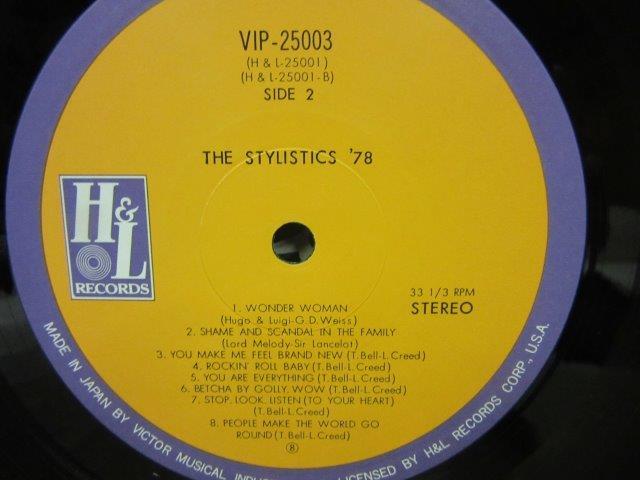 VIP-25003
(H & L-25001)
(H & L-25001-B)
SIDE 2
THE STYLISTICS '78
H&L
RECORDS
33 1/3 RPM
STEREO
1. WONDER WOMAN
(Hugo & Luigi-G.D. Weiss)
2. SHAME AND SCANDAL IN THE FAMILY
(Lord Melody-Sir Lancelot)
3. YOU MAKE ME FEEL BRAND NEW (T. Bell-L. Creed)
4. ROCKIN' ROLL BABY (T. Bell-L. Creed)
5. YOU ARE EVERYTHING (T. Bell-L. Creed)
6. BETCHA BY GOLLY, WOW (T. Bell-L. Creed)
7. STOP, LOOK, LISTEN (TO YOUR HEART)
(T. Bell-L. Creed)
8. PEOPLE MAKE THE WORLD GO
ROUND (T. Bell-L. Creed)
⑧
MADE IN JAPAN BY VICTOR MUSICAL LICENSED BY H&L RECORDS CORP., U.S.A.